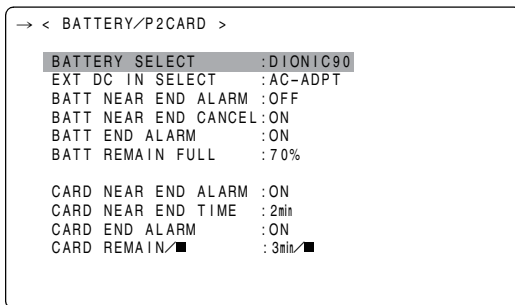 → < BATTERY/P2CARD >
BATTERY SELECT :DIONIC90
EXT DC IN SELECT :AC-ADPT
BATT NEAR END ALARM :OFF
BATT NEAR END CANCEL:ON
BATT END ALARM :ON
BATT REMAIN FULL :70%
CARD NEAR END ALARM :ON
CARD NEAR END TIME :2min
CARD END ALARM :ON
CARD REMAIN/■ :3min/■